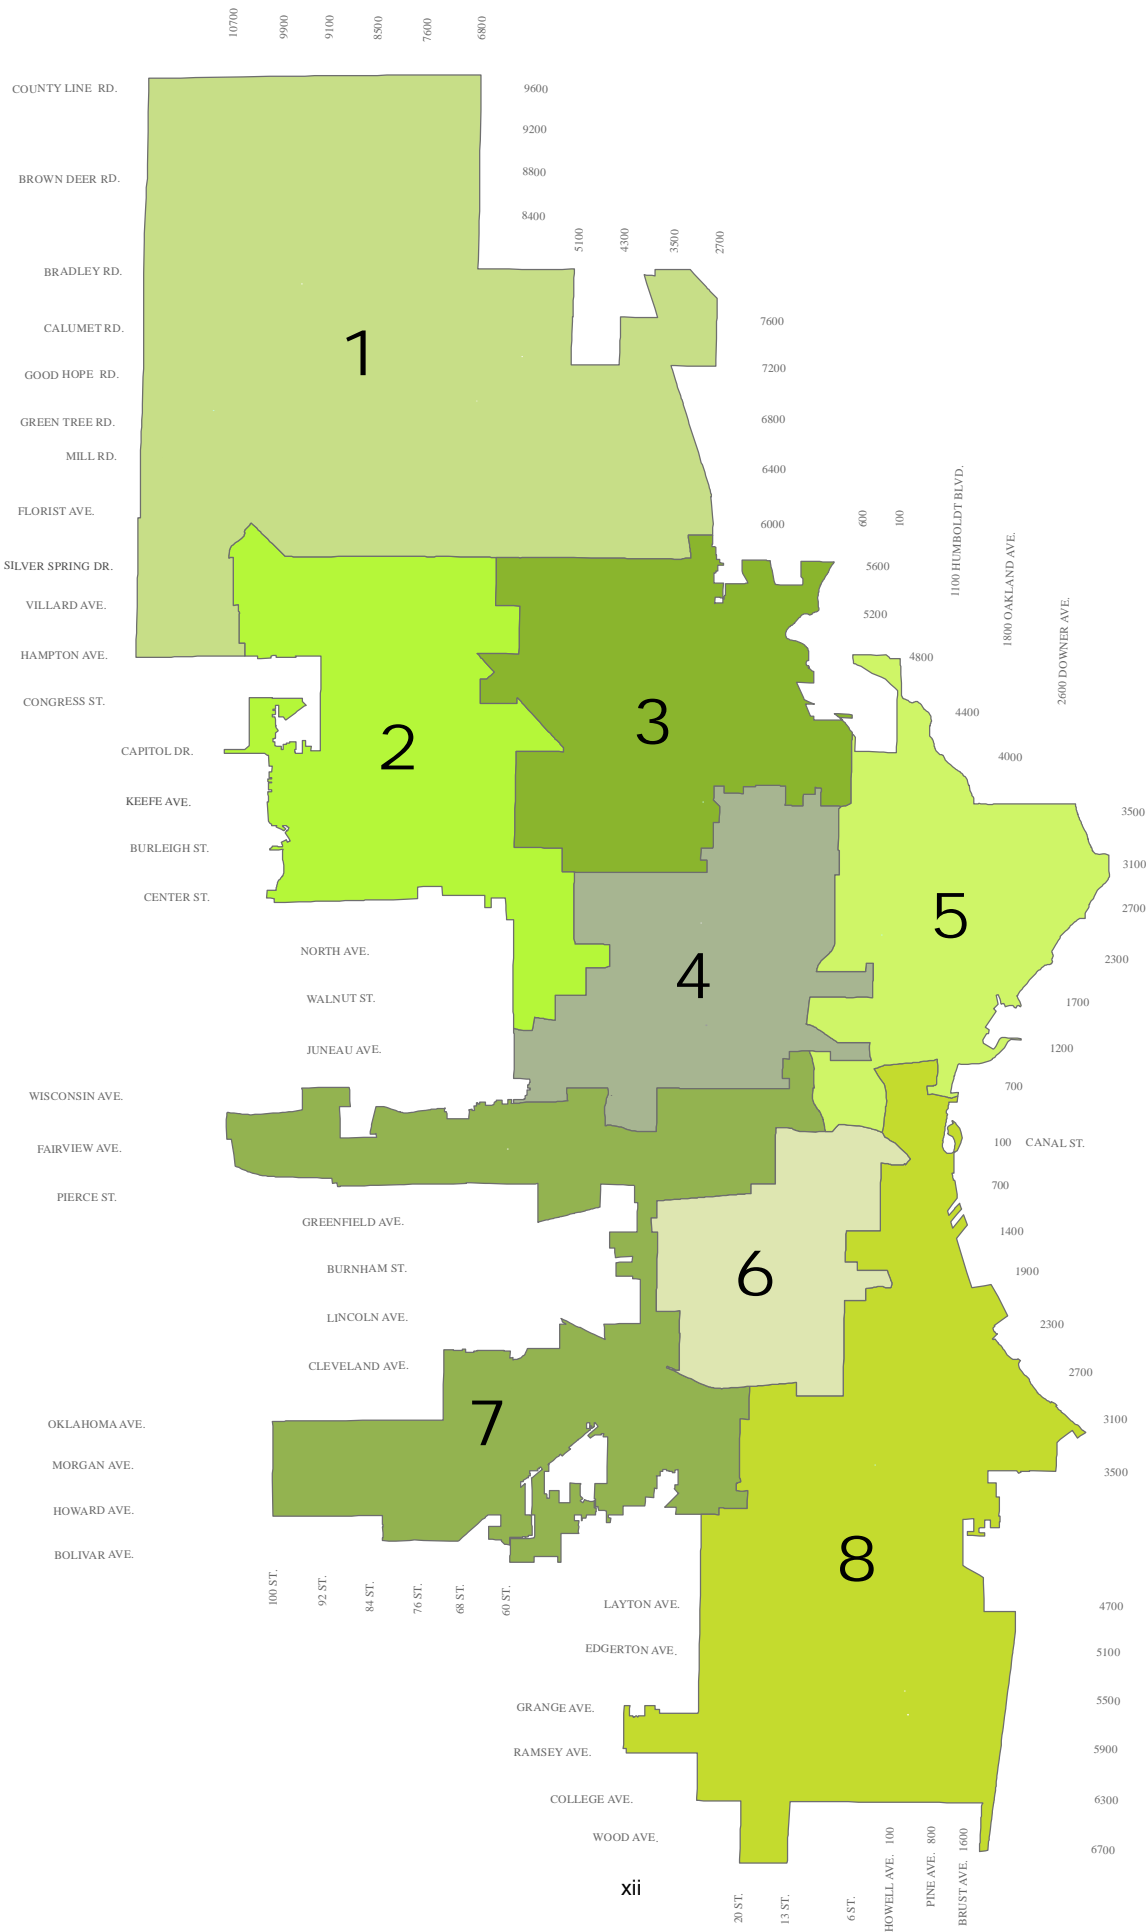 10700 9900 9100 8500 7600 6800
COUNTY LINE RD. 9600
9200
BROWN DEER RD. 8800
8400
5100 4300 3500 2700
BRADLEY RD.
CALUMET RD. 7600
1
GOOD HOPE RD. 7200
GREEN TREE RD. 6800
MILL RD. 6400
FLORIST AVE. 6000
600 100 1100 HUMBOLDT BLVD. 1800 OAKLAND AVE. 2600 DOWNER AVE.
SILVER SPRING DR. 5600
VILLARD AVE. 5200
HAMPTON AVE. 4800
CONGRESS ST. 4400
3
2
CAPITOL DR. 4000
KEEFE AVE. 3500
BURLEIGH ST. 3100
CENTER ST. 2700
5
NORTH AVE. 2300
4
WALNUT ST. 1700
JUNEAU AVE. 1200
WISCONSIN AVE. 700
FAIRVIEW AVE. 100 CANAL ST.
PIERCE ST. 700
GREENFIELD AVE. 1400
BURNHAM ST. 1900
6
LINCOLN AVE. 2300
CLEVELAND AVE. 2700
7
OKLAHOMA AVE. 3100
MORGAN AVE. 3500
HOWARD AVE.
BOLIVAR AVE.
8
100 ST. 92 ST. 84 ST. 76 ST. 68 ST. 60 ST.
LAYTON AVE. 4700
EDGERTON AVE. 5100
GRANGE AVE. 5500
RAMSEY AVE. 5900
COLLEGE AVE. 6300
WOOD AVE. 6700
20 ST. 13 ST. 6 ST. HOWELL AVE. 100 PINE AVE. 800 BRUST AVE. 1600
xii